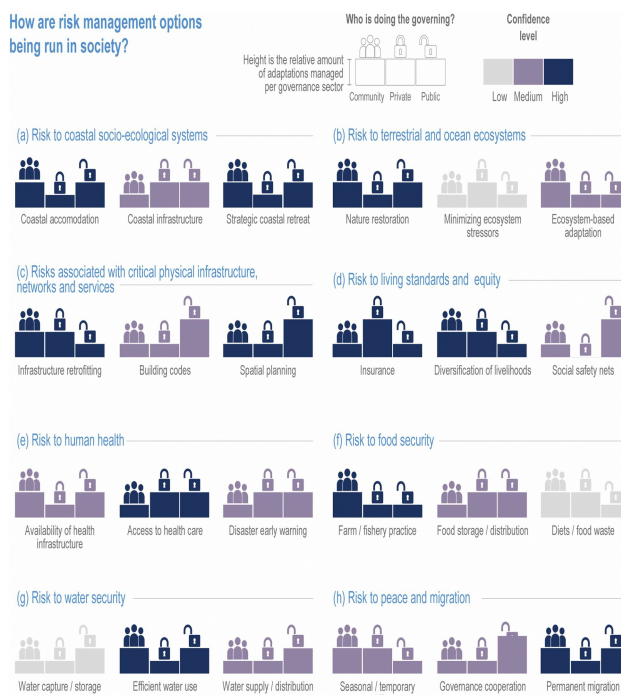 How are risk management options
being run in society?
Who is doing the governing?
Height is the relative amount
of adaptations managed
per governance sector
Community Private Public
Confidence
level
Low Medium High
(a) Risk to coastal socio-ecological systems
Coastal accomodation Coastal infrastructure Strategic coastal retreat
(b) Risk to terrestrial and ocean ecosystems
Nature restoration Minimizing ecosystem stressors Ecosystem-based adaptation
(c) Risks associated with critical physical infrastructure,
networks and services
Infrastructure retrofitting Building codes Spatial planning
(d) Risk to living standards and equity
Insurance Diversification of livelihoods Social safety nets
(e) Risk to human health
Availability of health infrastructure Access to health care Disaster early warning
(f) Risk to food security
Farm / fishery practice Food storage / distribution Diets / food waste
(g) Risk to water security
Water capture / storage Efficient water use Water supply / distribution
(h) Risk to peace and migration
Seasonal / temporary Governance cooperation Permanent migration